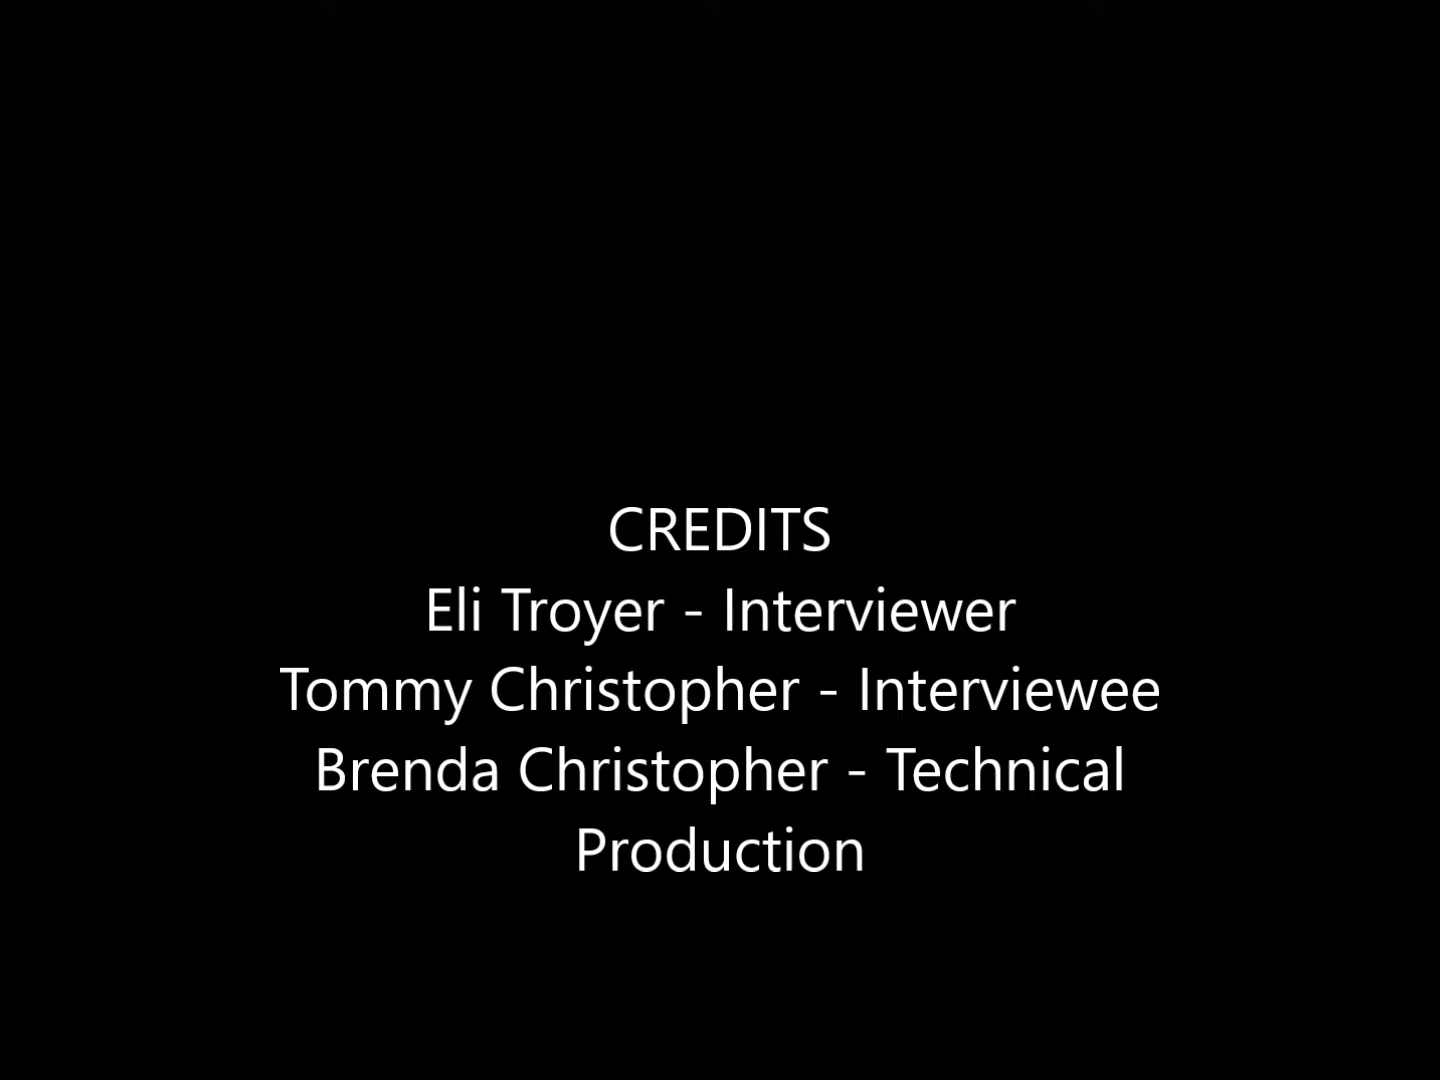 CREDITS
Eli Troyer - Interviewer
Tommy Christopher - Interviewee
Brenda Christopher - Technical
Production